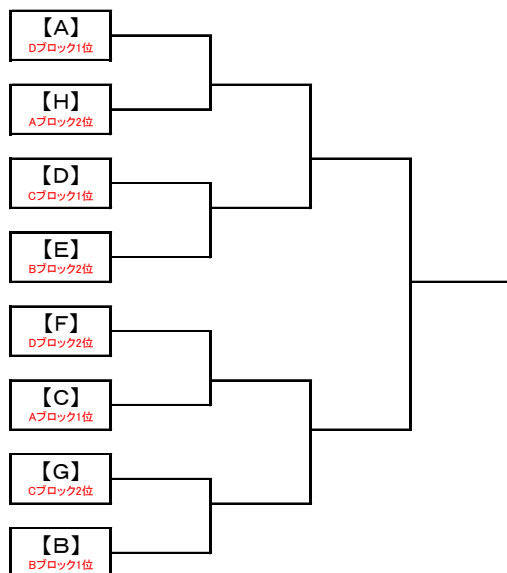 【A】
Dブロック1位
【H】
Aブロック2位
【D】
Cブロック1位
【E】
Bブロック2位
【F】
Dブロック2位
【C】
Aブロック1位
【G】
Cブロック2位
【B】
Bブロック1位